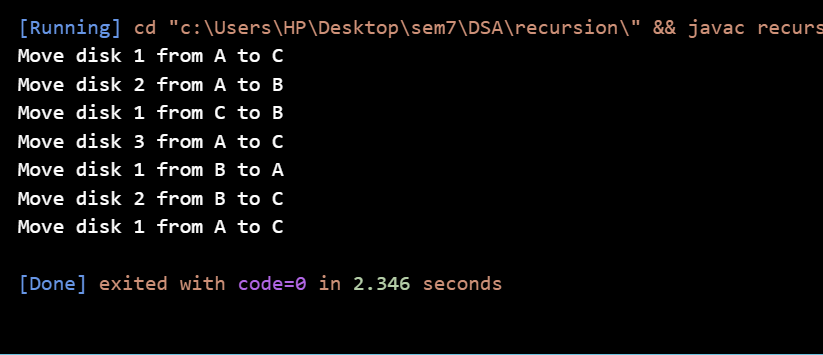 [Running] cd "c:\Users\HP\Desktop\sem7\DSA\recursion\" && javac recurs
Move disk 1 from A to C
Move disk 2 from A to B
Move disk 1 from C to B
Move disk 3 from A to C
Move disk 1 from B to A
Move disk 2 from B to C
Move disk 1 from A to C
[Done] exited with code=0 in 2.346 seconds